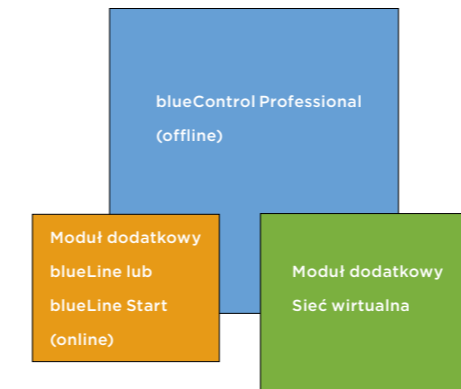 blueControl Professional
(offline)
Moduł dodatkowy
blueLine lub
blueLine Start
(online)
Moduł dodatkowy
Sieć wirtualna